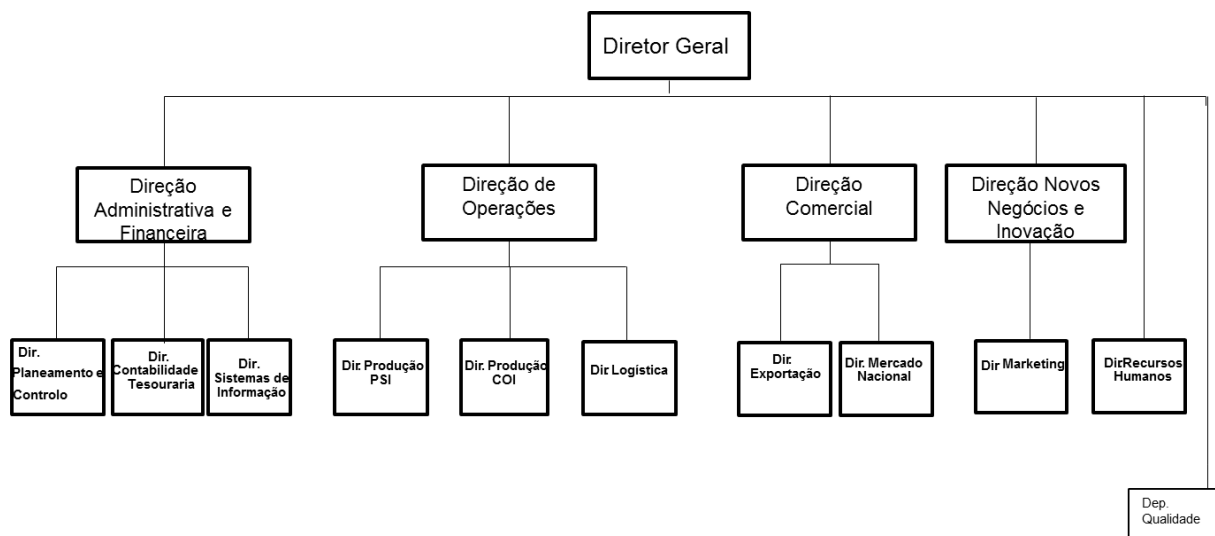 Diretor Geral
Direção
Administrativa e
Financeira
Direção de
Operações
Direção
Comercial
Direção Novos
Negócios e
Inovação
Dir.
Planeamento e
Controlo
Dir.
Contabilidade
Tesouraria
Dir.
Sistemas de
Informação
Dir. Produção
PSI
Dir. Produção
COI
Dir. Logística
Dir.
Exportação
Dir. Mercado
Nacional
Dir. Marketing
Dir.Recursos
Humanos
Dep.
Qualidade